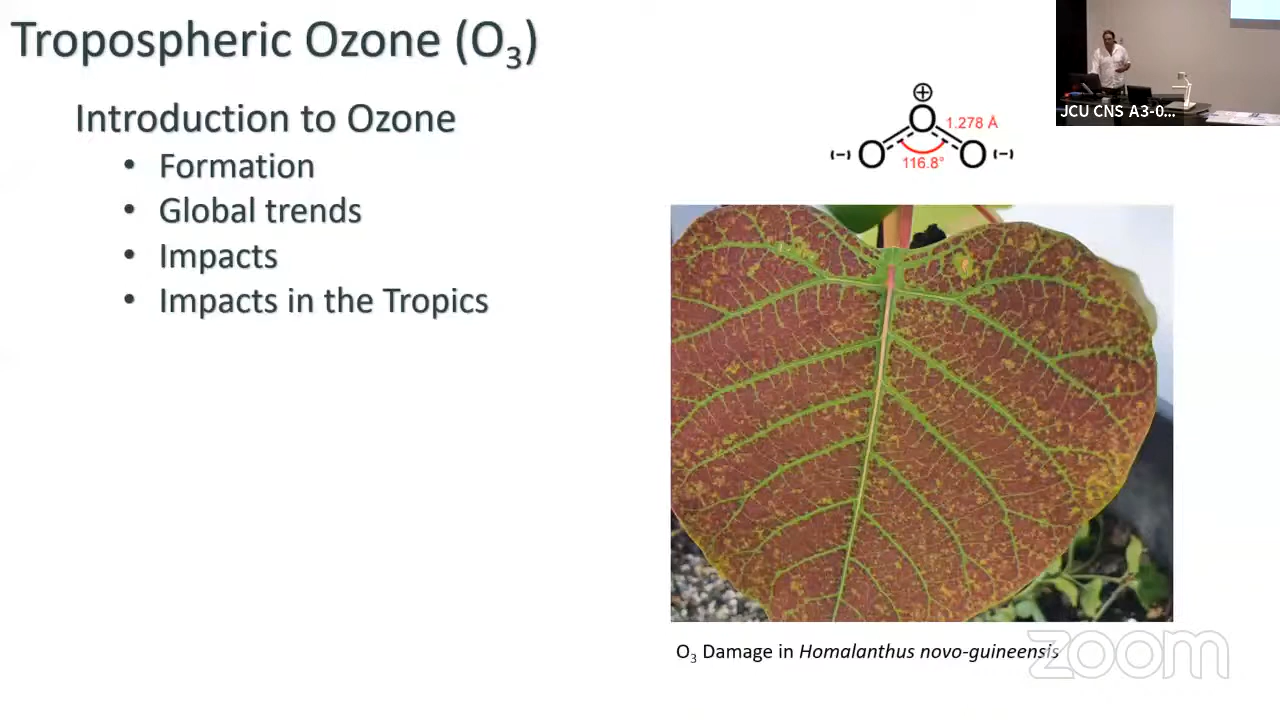 Tropospheric Ozone (O₃)
Introduction to Ozone
• Formation
• Global trends
• Impacts
• Impacts in the Tropics
⊕
O
1.278 Å
(−) O O (−)
116.8°
JCU CNS A3-0...
O₃ Damage in Homalanthus novo-guineensis
zoom